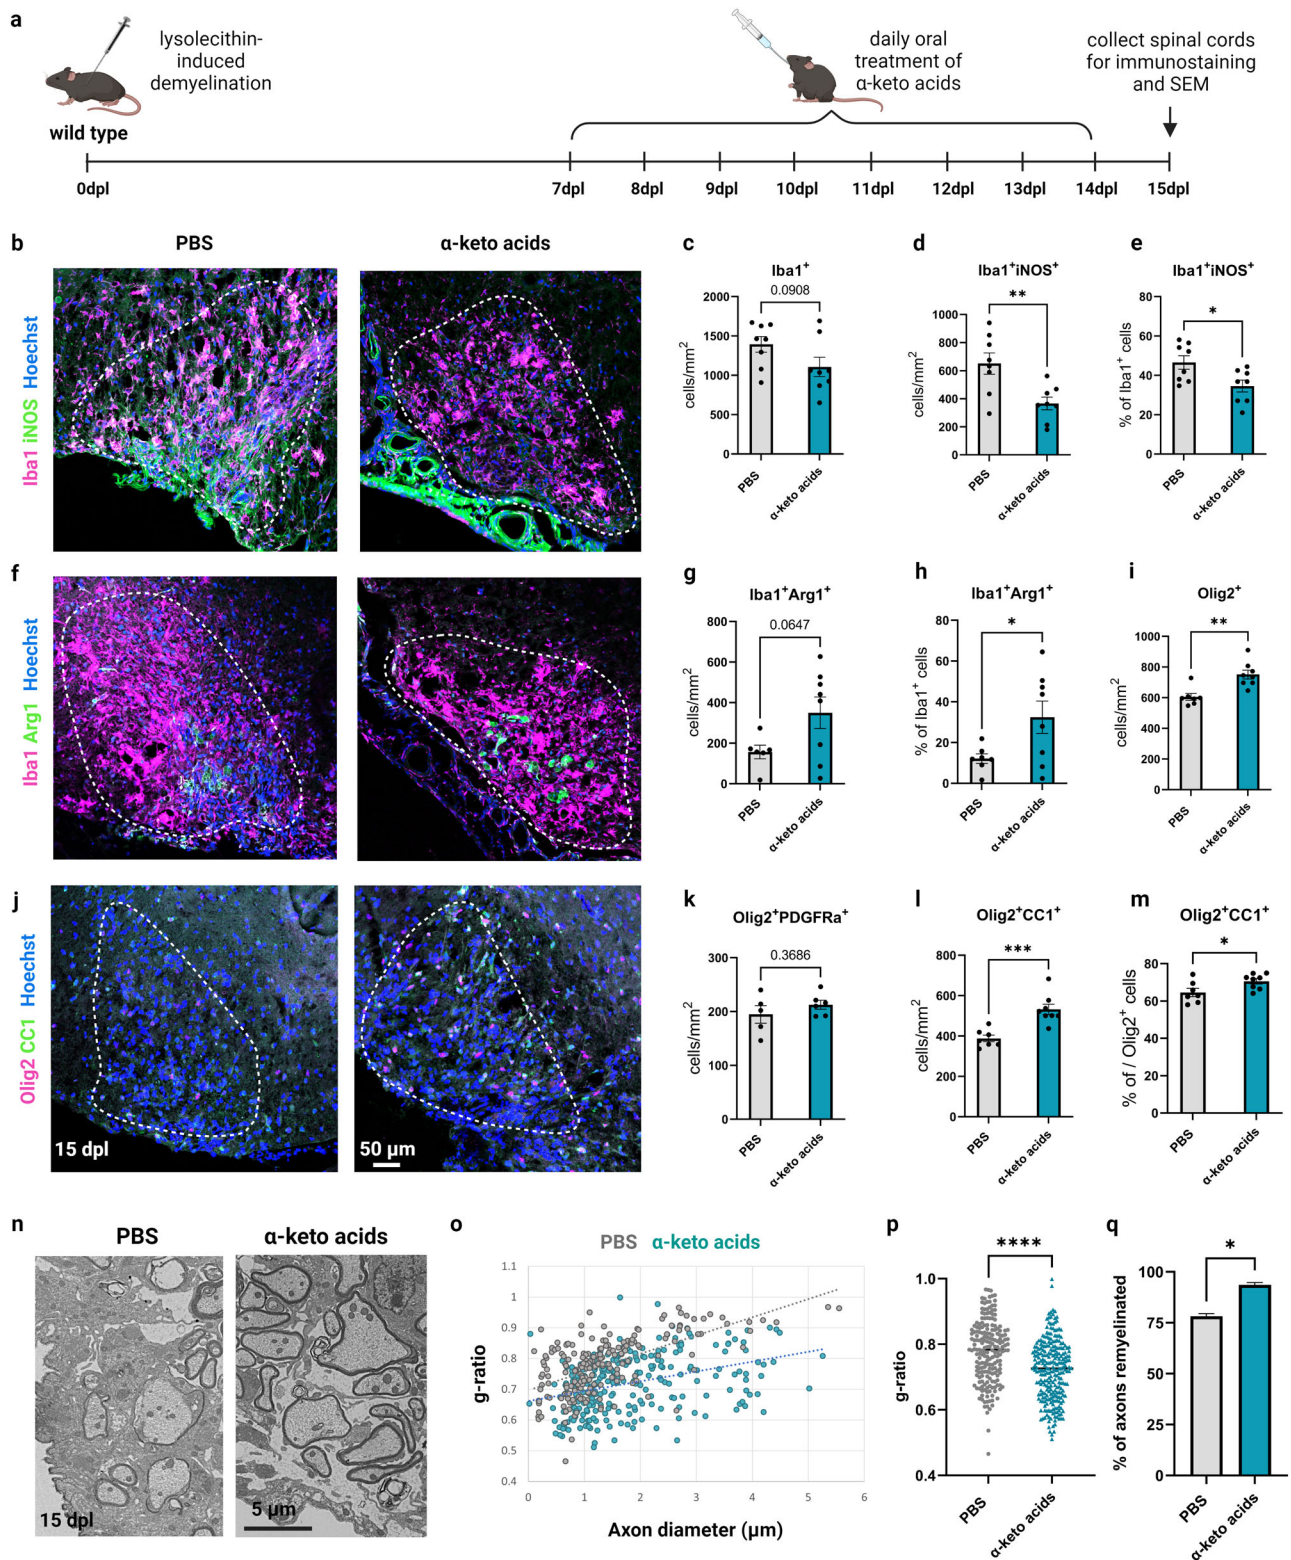 a
lysolecithin-
induced
demyelination
wild type
daily oral
treatment of
α-keto acids
collect spinal cords
for immunostaining
and SEM
0dpl
7dpl
8dpl
9dpl
10dpl
11dpl
12dpl
13dpl
14dpl
15dpl
b
PBS
α-keto acids
Iba1 iNOS Hoechst
c
Iba1⁺
0.0908
cells/mm²
2000
1500
1000
500
0
PBS
α-keto acids
d
Iba1⁺iNOS⁺
**
cells/mm²
1000
800
600
400
200
0
PBS
α-keto acids
e
Iba1⁺iNOS⁺
*
% of Iba1⁺ cells
80
60
40
20
0
PBS
α-keto acids
f
Iba1 Arg1 Hoechst
g
Iba1⁺Arg1⁺
0.0647
cells/mm²
800
600
400
200
0
PBS
α-keto acids
h
Iba1⁺Arg1⁺
*
% of Iba1⁺ cells
80
60
40
20
0
PBS
α-keto acids
i
Olig2⁺
**
cells/mm²
1000
800
600
400
200
0
PBS
α-keto acids
j
Olig2 CC1 Hoechst
15 dpl
50 µm
k
Olig2⁺PDGFRa⁺
0.3686
cells/mm²
300
200
100
0
PBS
α-keto acids
l
Olig2⁺CC1⁺
***
cells/mm²
800
600
400
200
0
PBS
α-keto acids
m
Olig2⁺CC1⁺
*
% of / Olig2⁺ cells
80
60
40
20
0
PBS
α-keto acids
n
PBS
α-keto acids
15 dpl
5 µm
o
PBS α-keto acids
g-ratio
1.1
1
0.9
0.8
0.7
0.6
0.5
0.4
0 1 2 3 4 5 6
Axon diameter (µm)
p
****
g-ratio
1.0
0.8
0.6
0.4
PBS
α-keto acids
q
*
% of axons remyelinated
100
75
50
25
0
PBS
α-keto acids